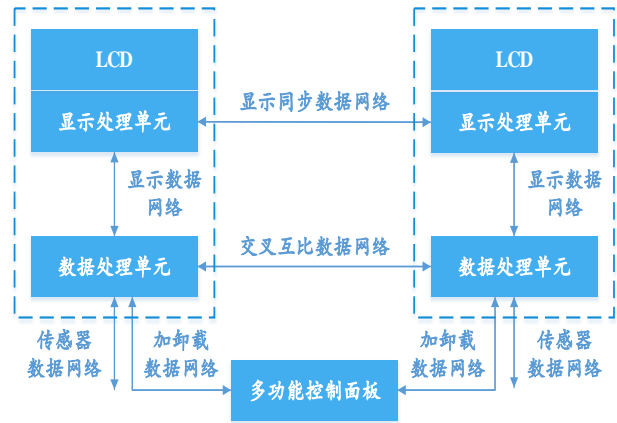 LCD
LCD
显示处理单元
显示同步数据网络
显示处理单元
显示数据
网络
显示数据
网络
数据处理单元
交叉互比数据网络
数据处理单元
传感器
数据网络
加卸载
数据网络
加卸载
数据网络
传感器
数据网络
多功能控制面板